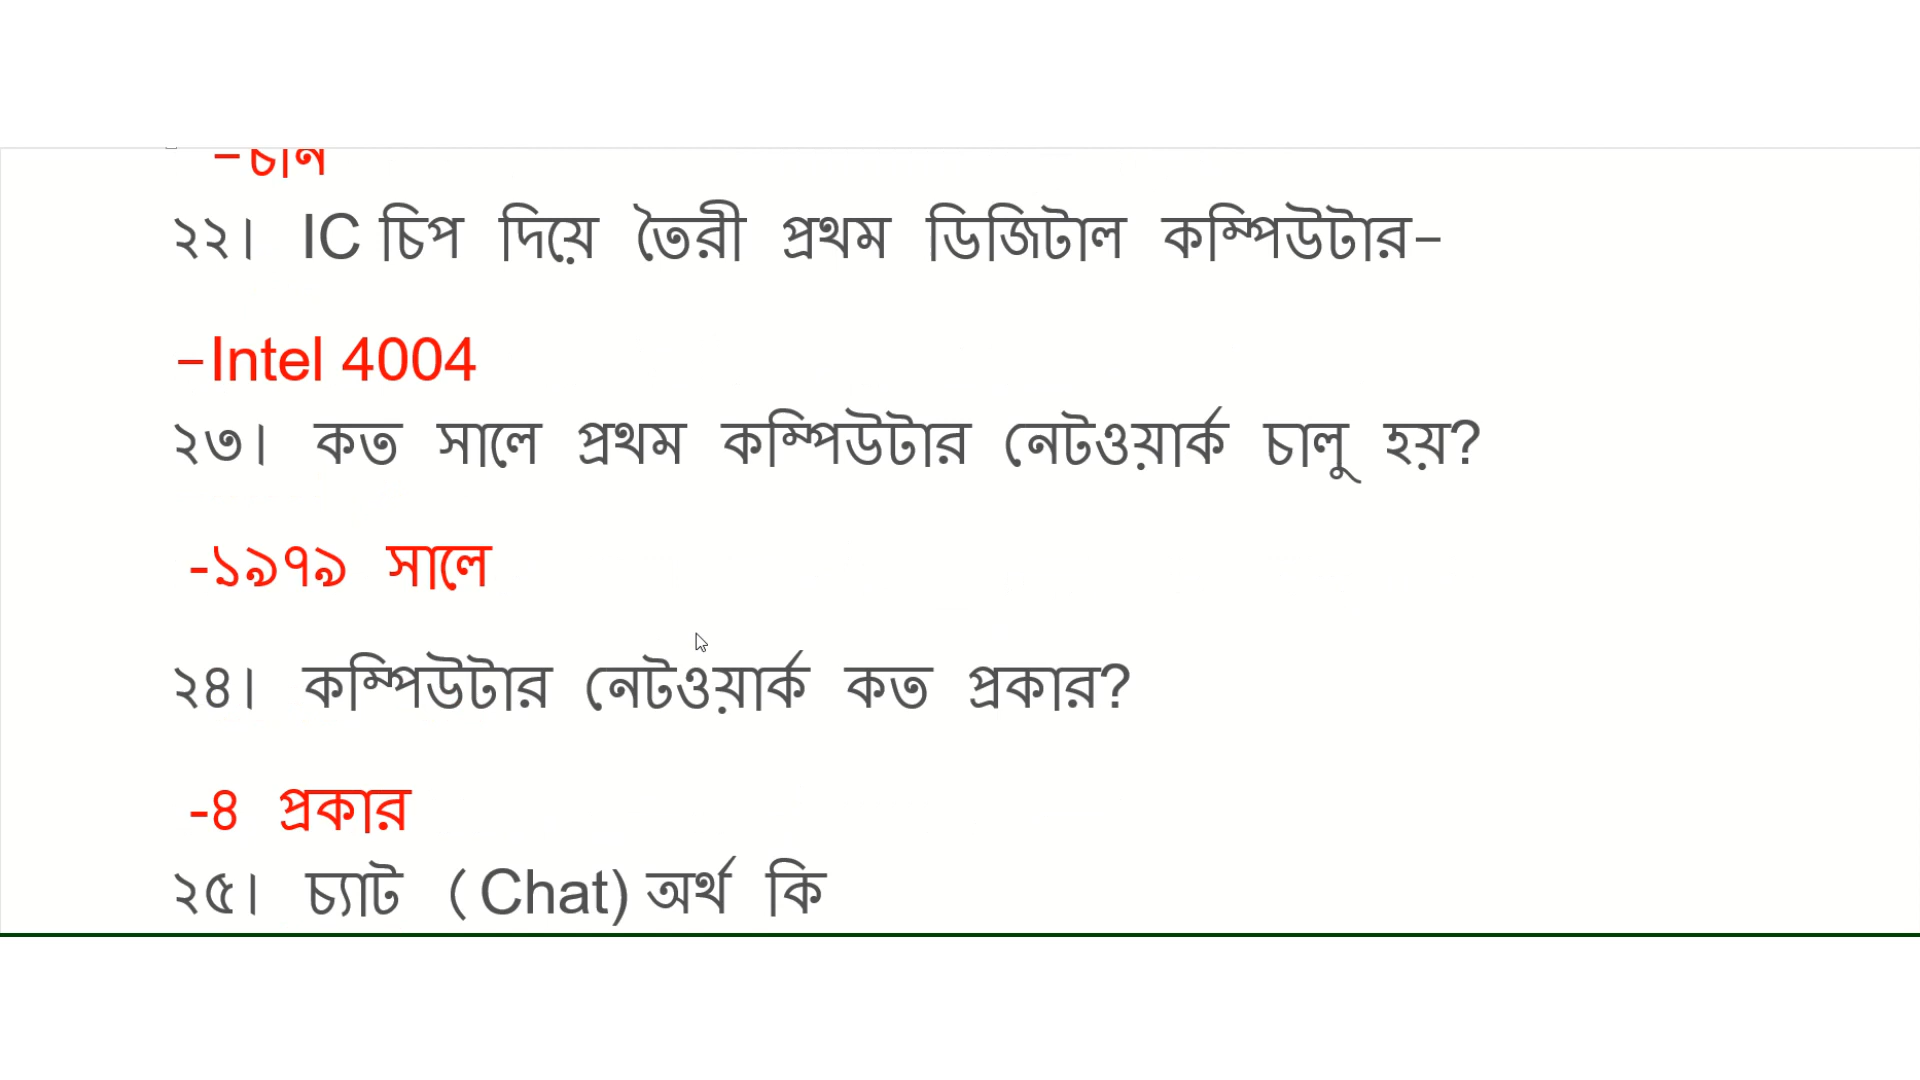 –চীন
২২। IC চিপ দিয়ে তৈরী প্রথম ডিজিটাল কম্পিউটার–
–Intel 4004
২৩। কত সালে প্রথম কম্পিউটার নেটওয়ার্ক চালু হয়?
-১৯৭৯ সালে
২৪। কম্পিউটার নেটওয়ার্ক কত প্রকার?
-৪ প্রকার
২৫। চ্যাট (Chat) অর্থ কি